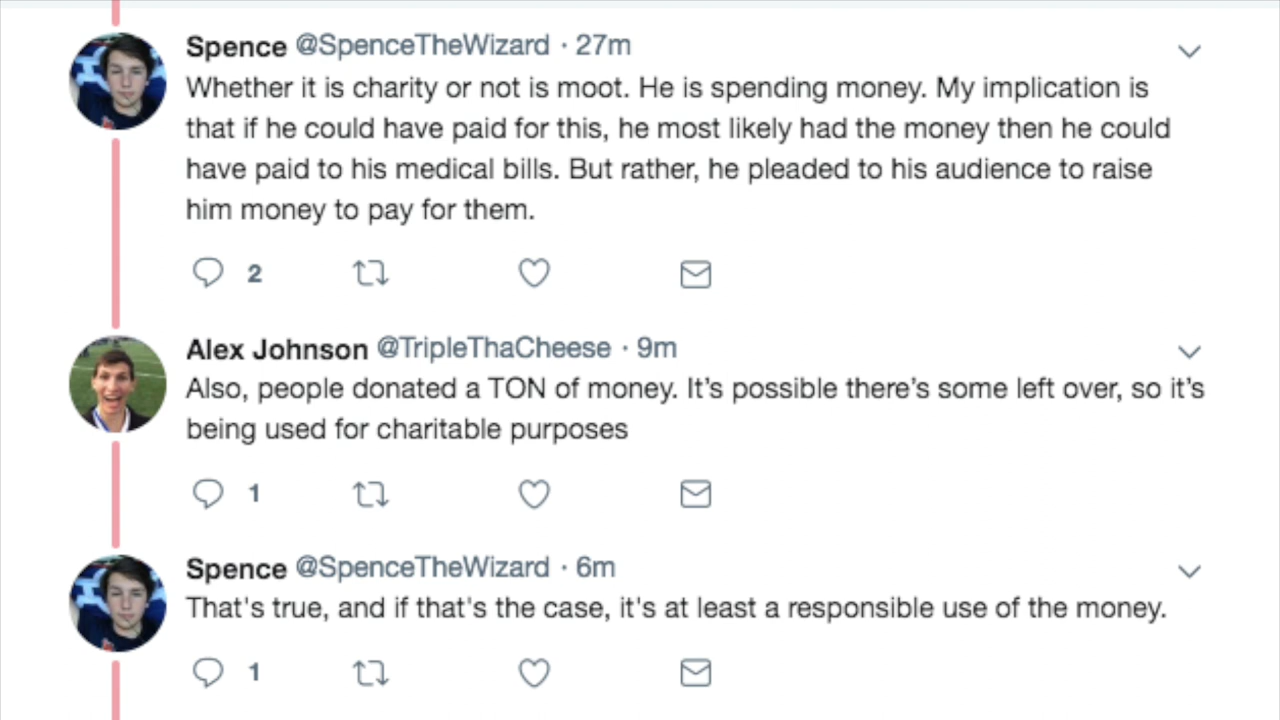 Spence @SpenceTheWizard · 27m
Whether it is charity or not is moot. He is spending money. My implication is
that if he could have paid for this, he most likely had the money then he could
have paid to his medical bills. But rather, he pleaded to his audience to raise
him money to pay for them.
2
Alex Johnson @TripleThaCheese · 9m
Also, people donated a TON of money. It’s possible there’s some left over, so it’s
being used for charitable purposes
1
Spence @SpenceTheWizard · 6m
That's true, and if that's the case, it's at least a responsible use of the money.
1